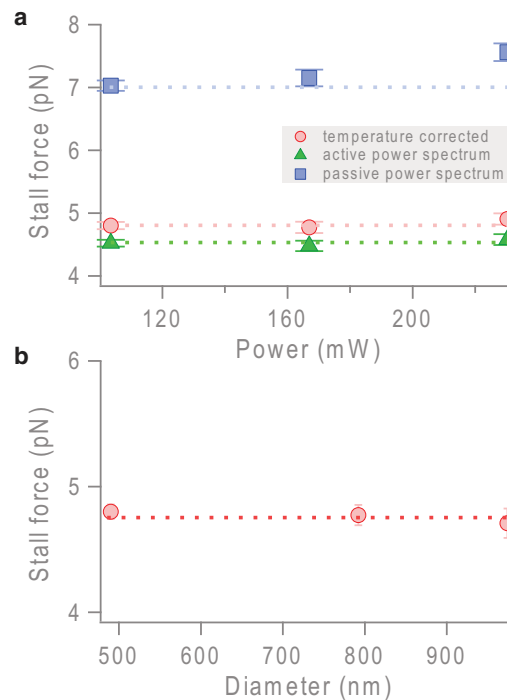 a
8
7
6
5
4
Stall force (pN)
temperature corrected
active power spectrum
passive power spectrum
120
160
200
Power (mW)
b
6
5
4
Stall force (pN)
500
600
700
800
900
Diameter (nm)